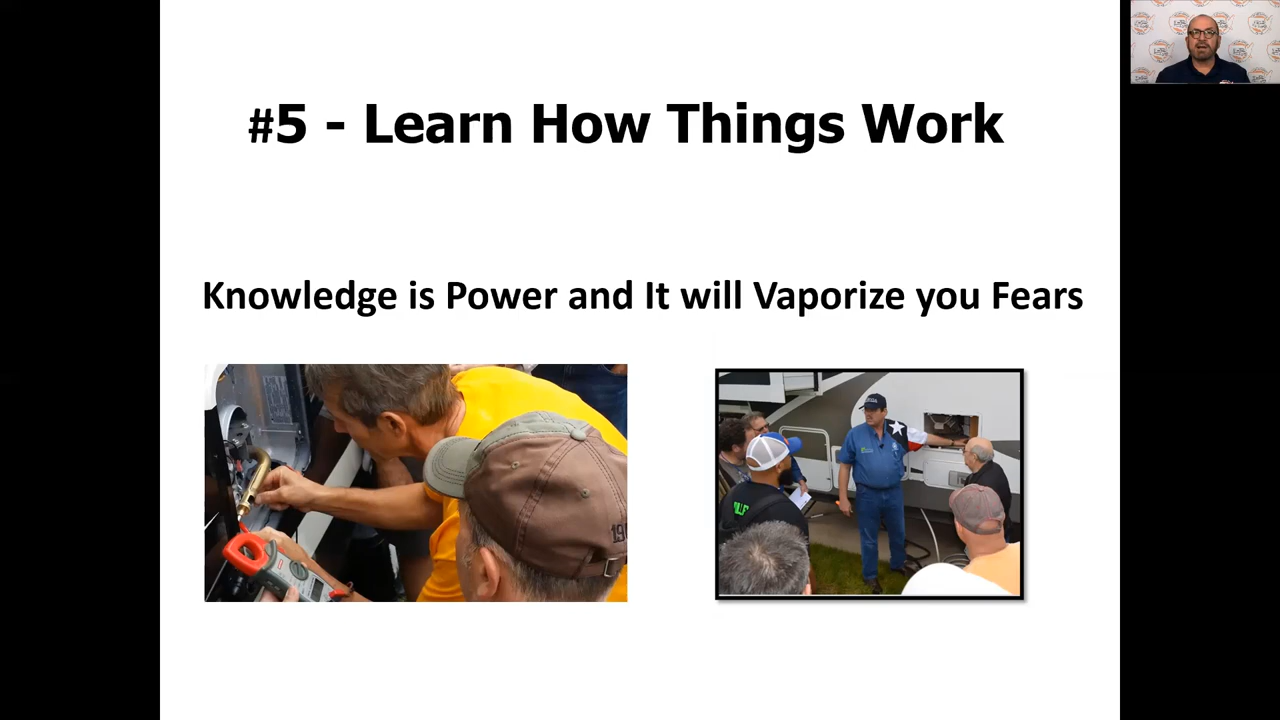 #5 - Learn How Things Work
Knowledge is Power and It will Vaporize you Fears